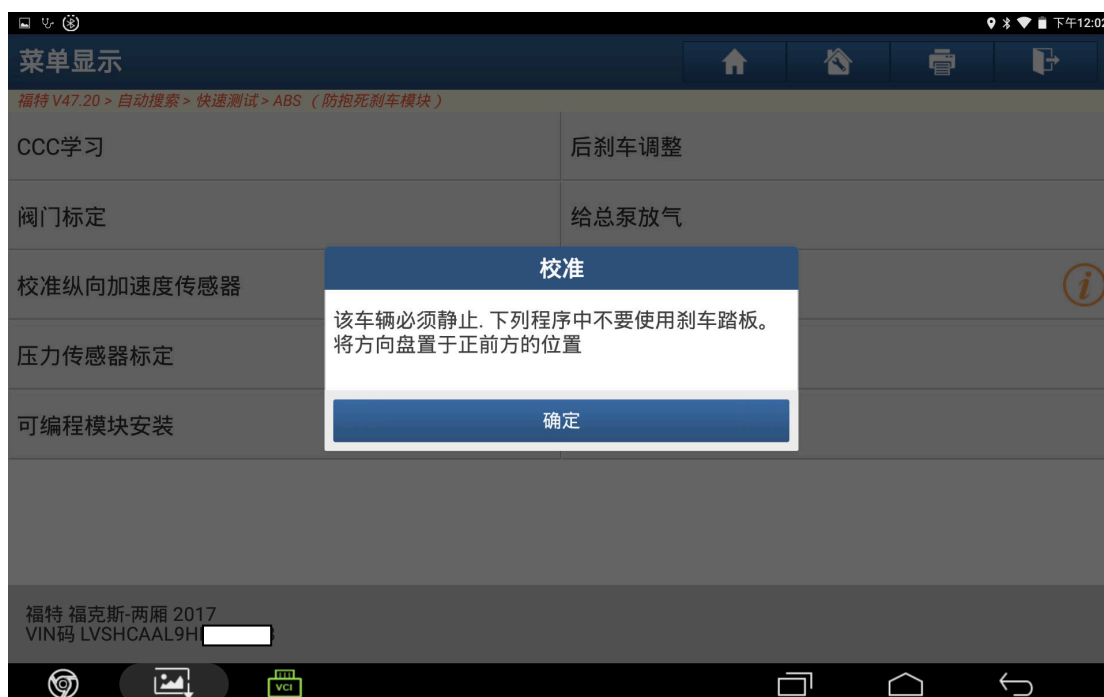 下午12:02
菜单显示
福特 V47.20 > 自动搜索 > 快速测试 > ABS （防抱死刹车模块）
CCC学习
后刹车调整
阀门标定
给总泵放气
校准纵向加速度传感器
压力传感器标定
可编程模块安装
校准
该车辆必须静止. 下列程序中不要使用刹车踏板。
将方向盘置于正前方的位置
确定
福特 福克斯-两厢 2017
VIN码 LVSHCAAL9H
VCI